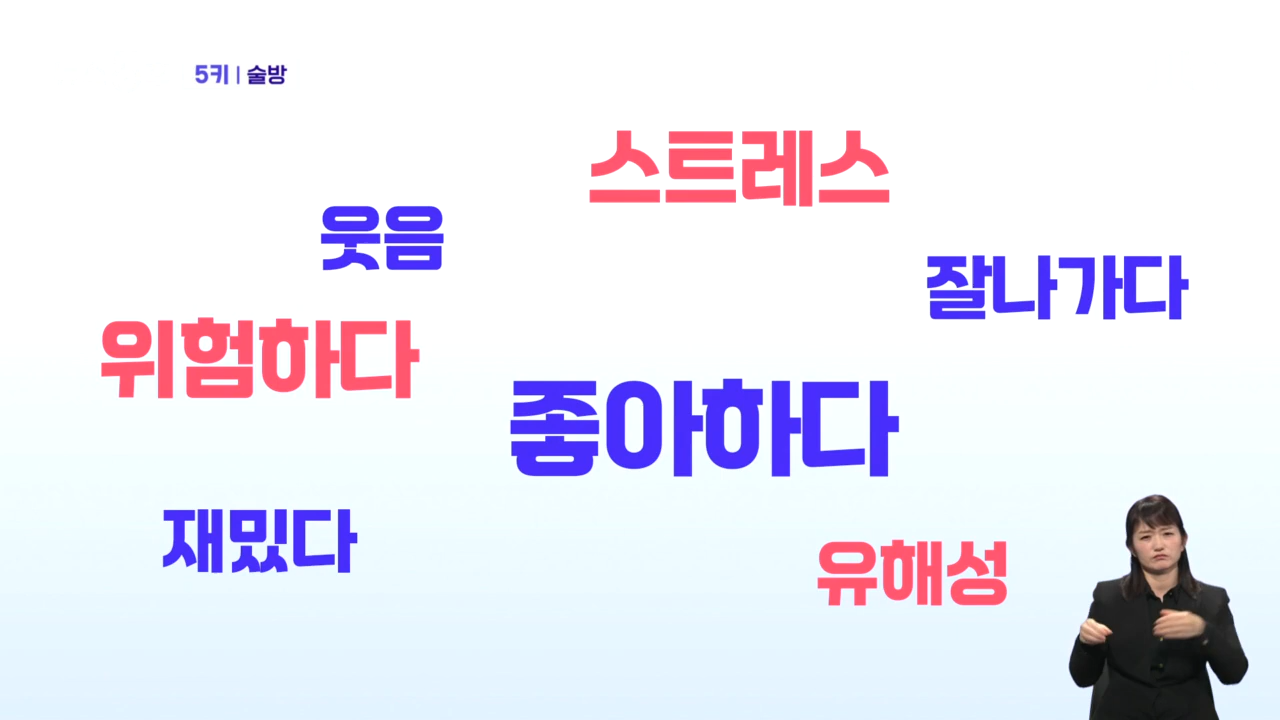 5키 | 술방
스트레스
웃음
잘나가다
위험하다
좋아하다
재밌다
유해성